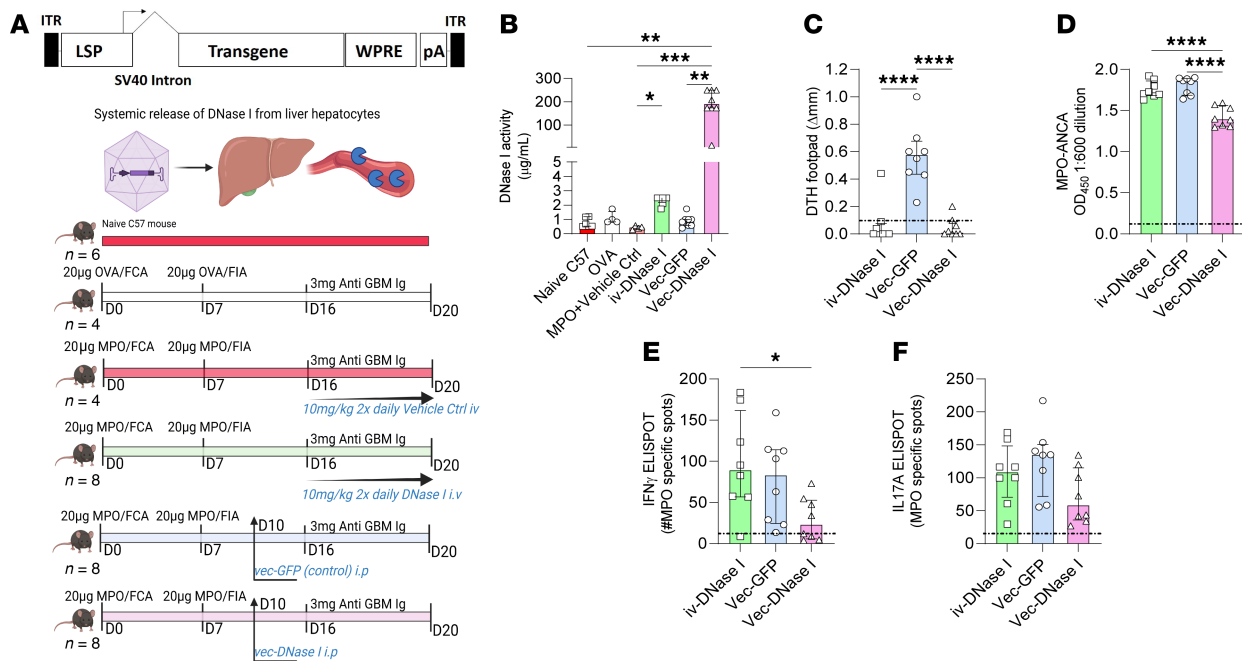 A
ITR
ITR
LSP
Transgene
WPRE
pA
SV40 Intron
Systemic release of DNase I from liver hepatocytes
Naive C57 mouse
n = 6
20µg OVA/FCA 20µg OVA/FIA 3mg Anti GBM Ig
D0 D7 D16 D20
n = 4
20µg MPO/FCA 20µg MPO/FIA 3mg Anti GBM Ig
D0 D7 D16 D20
n = 4
10mg/kg 2x daily Vehicle Ctrl iv
20µg MPO/FCA 20µg MPO/FIA 3mg Anti GBM Ig
D0 D7 D16 D20
n = 8
10mg/kg 2x daily DNase I i.v
20µg MPO/FCA 20µg MPO/FIA D10 3mg Anti GBM Ig
D0 D7 D16 D20
n = 8
vec-GFP (control) i.p
20µg MPO/FCA 20µg MPO/FIA D10 3mg Anti GBM Ig
D0 D7 D16 D20
n = 8
vec-DNase I i.p
B
**
***
**
*
DNase I activity
(µg/mL)
300
200
100
5
4
3
2
1
0
Naive C57
OVA
MPO+Vehicle Ctrl
iv-DNase I
Vec-GFP
Vec-DNase I
C
****
****
DTH footpad (Δmm)
1.2
1.0
0.8
0.6
0.4
0.2
0.0
iv-DNase I
Vec-GFP
Vec-DNase I
D
****
****
MPO-ANCA
OD450 1:600 dilution
2.0
1.5
1.0
0.5
0.0
iv-DNase I
Vec-GFP
Vec-DNase I
E
*
IFNγ ELISPOT
(#MPO specific spots)
200
150
100
50
0
iv-DNase I
Vec-GFP
Vec-DNase I
F
IL17A ELISPOT
(MPO specific spots)
250
200
150
100
50
0
iv-DNase I
Vec-GFP
Vec-DNase I